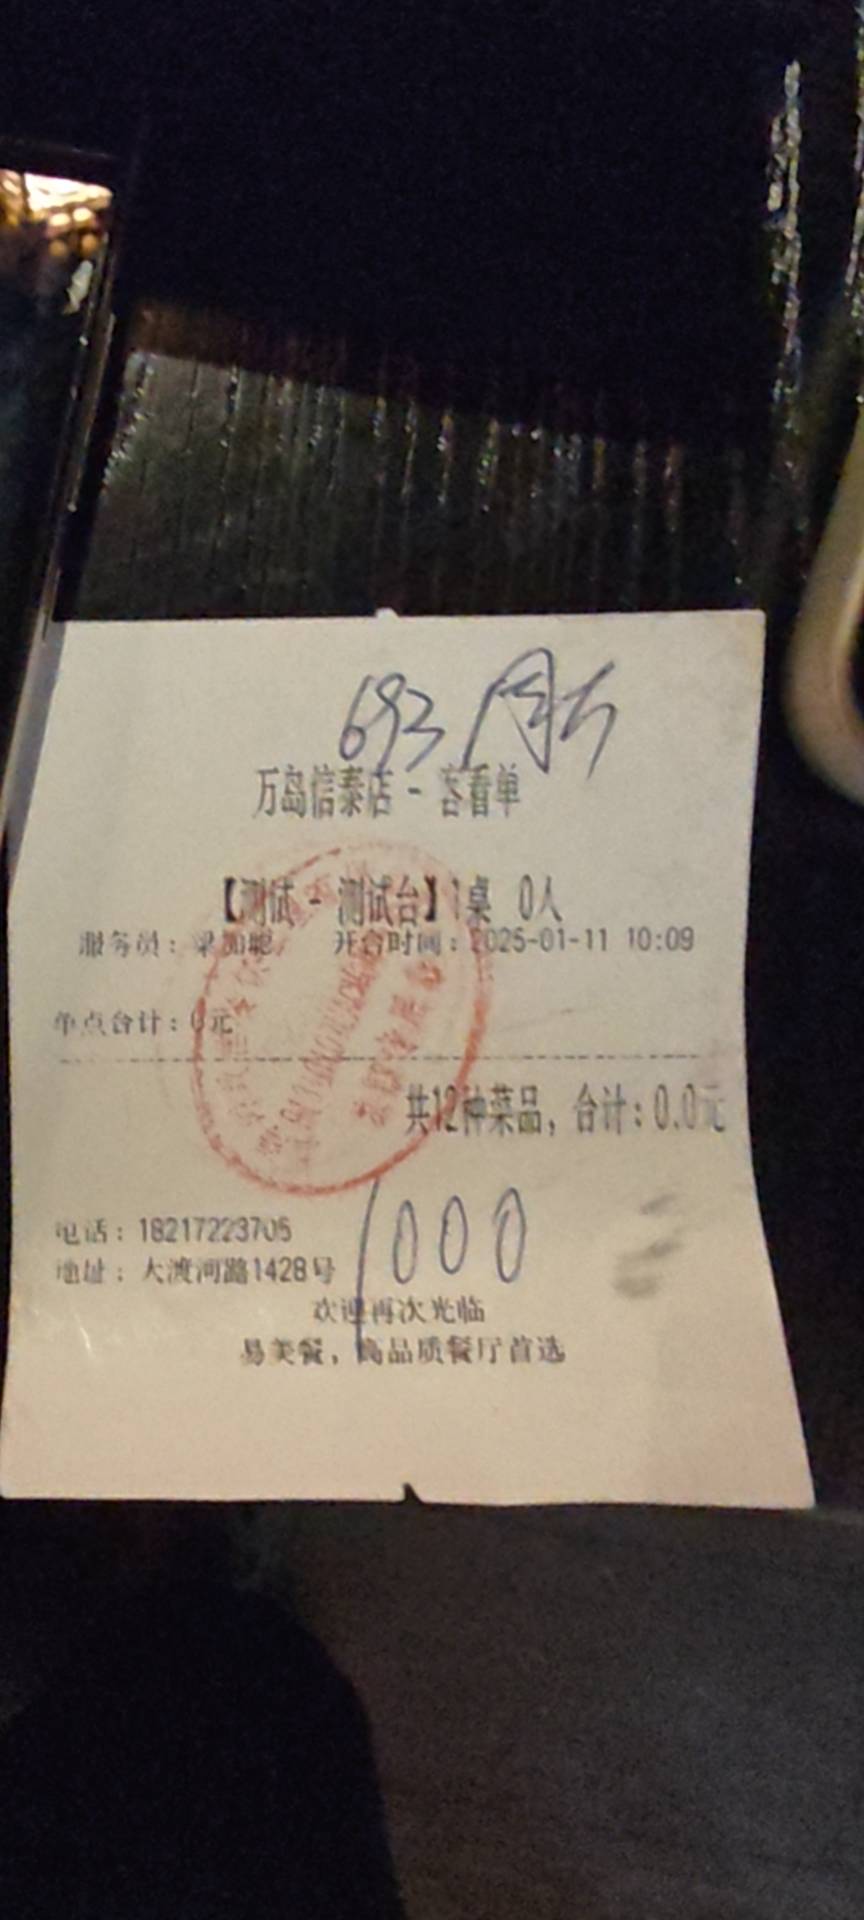 693
万岛信泰店 - 客看单
【测试 - 测试台】1桌 0人
服务员：梁加妮 开台时间：2025-01-11 10:09
单点合计：0元
共12种菜品，合计：0.0元
1000
电话：18217223705
地址：大渡河路1428号
欢迎再次光临
易美餐，高品质餐厅首选